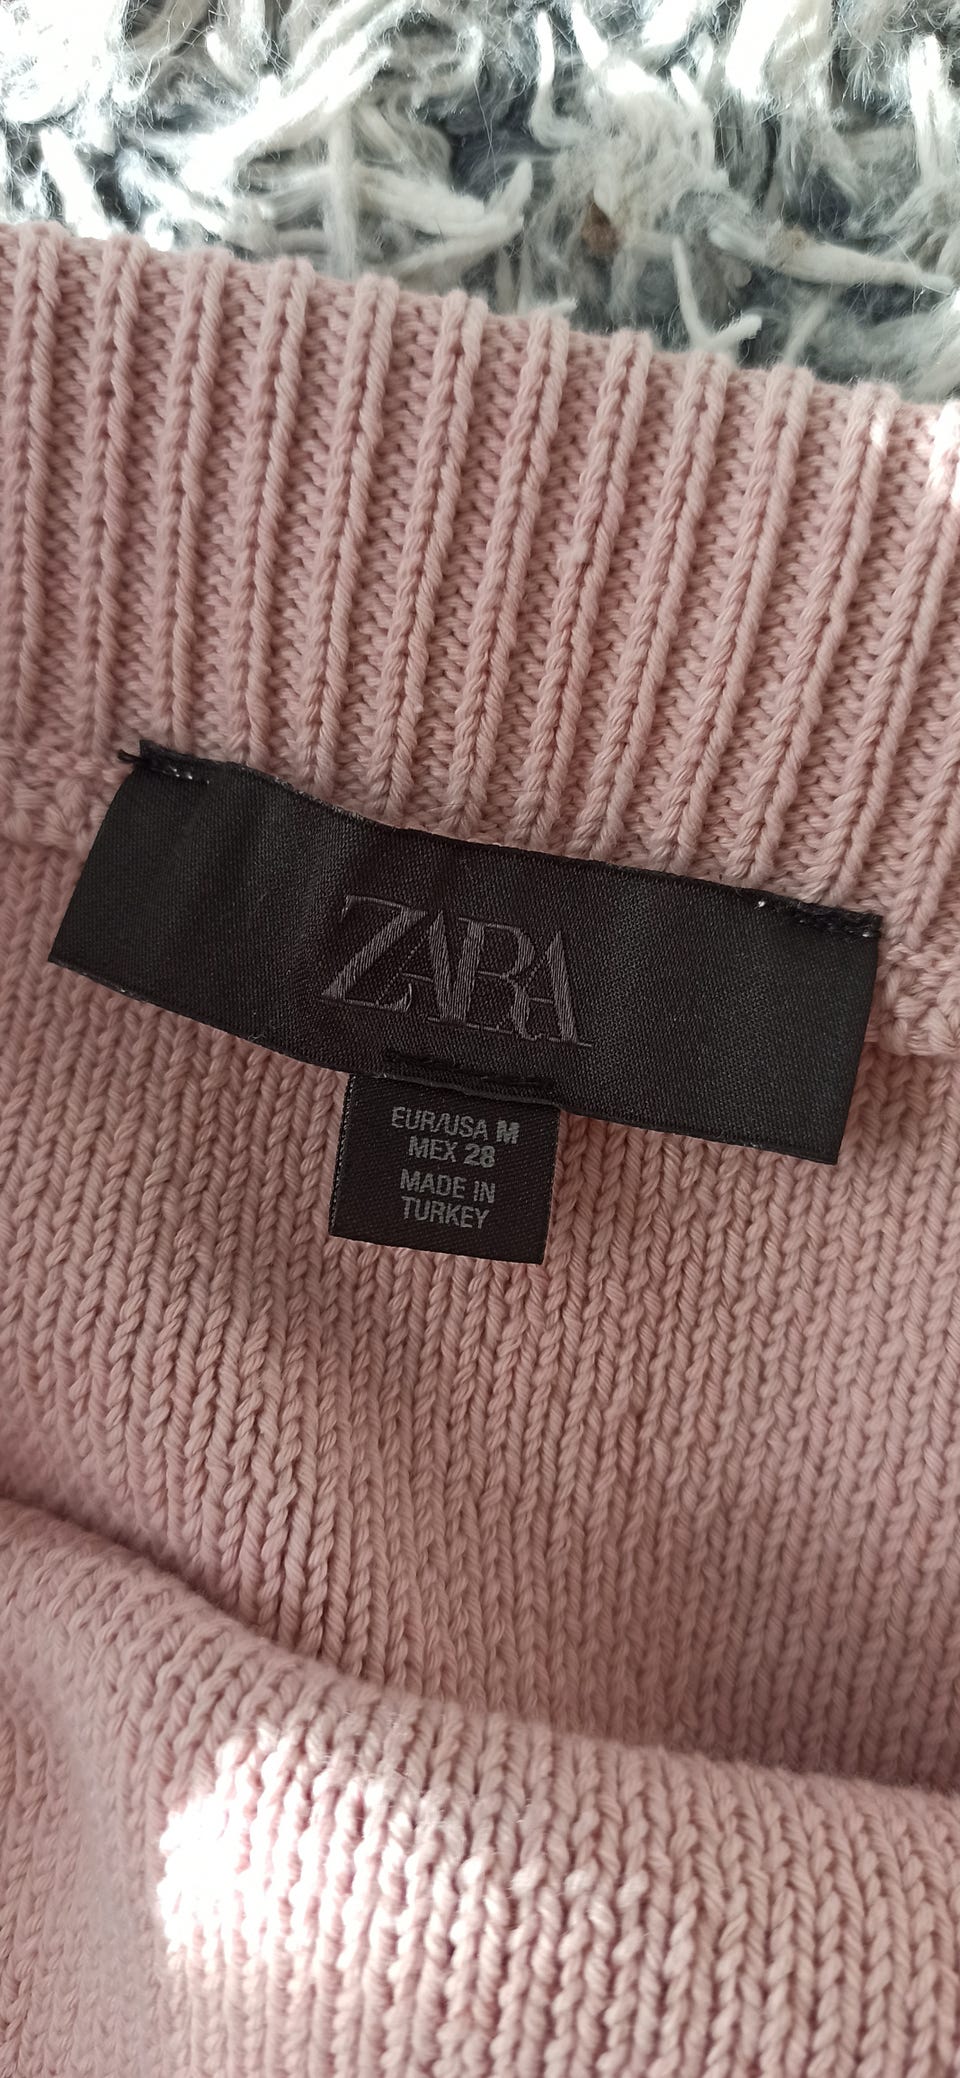 ZARA
EUR/USA M
MEX 28
MADE IN
TURKEY